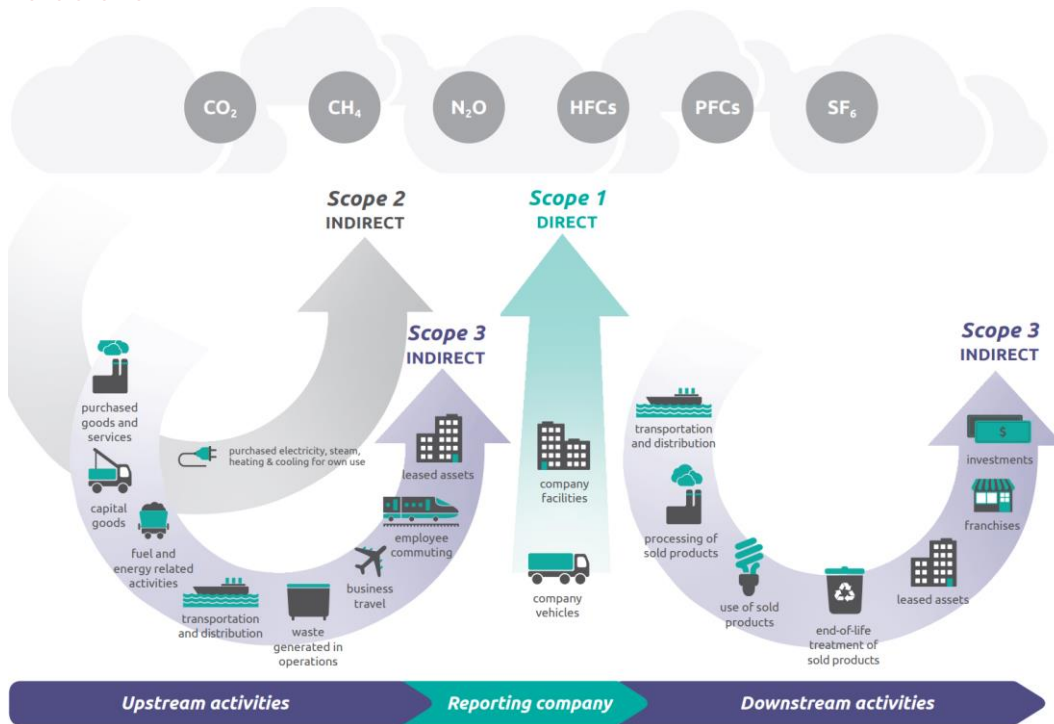 CO₂
CH₄
N₂O
HFCs
PFCs
SF₆
Scope 2
INDIRECT
Scope 1
DIRECT
Scope 3
INDIRECT
Scope 3
INDIRECT
purchased
goods and
services
capital
goods
fuel and
energy related
activities
transportation
and distribution
waste
generated in
operations
business
travel
employee
commuting
leased assets
purchased electricity, steam,
heating & cooling for own use
company
facilities
company
vehicles
transportation
and distribution
processing of
sold products
use of sold
products
end-of-life
treatment of
sold products
leased assets
franchises
$
investments
Upstream activities
Reporting company
Downstream activities